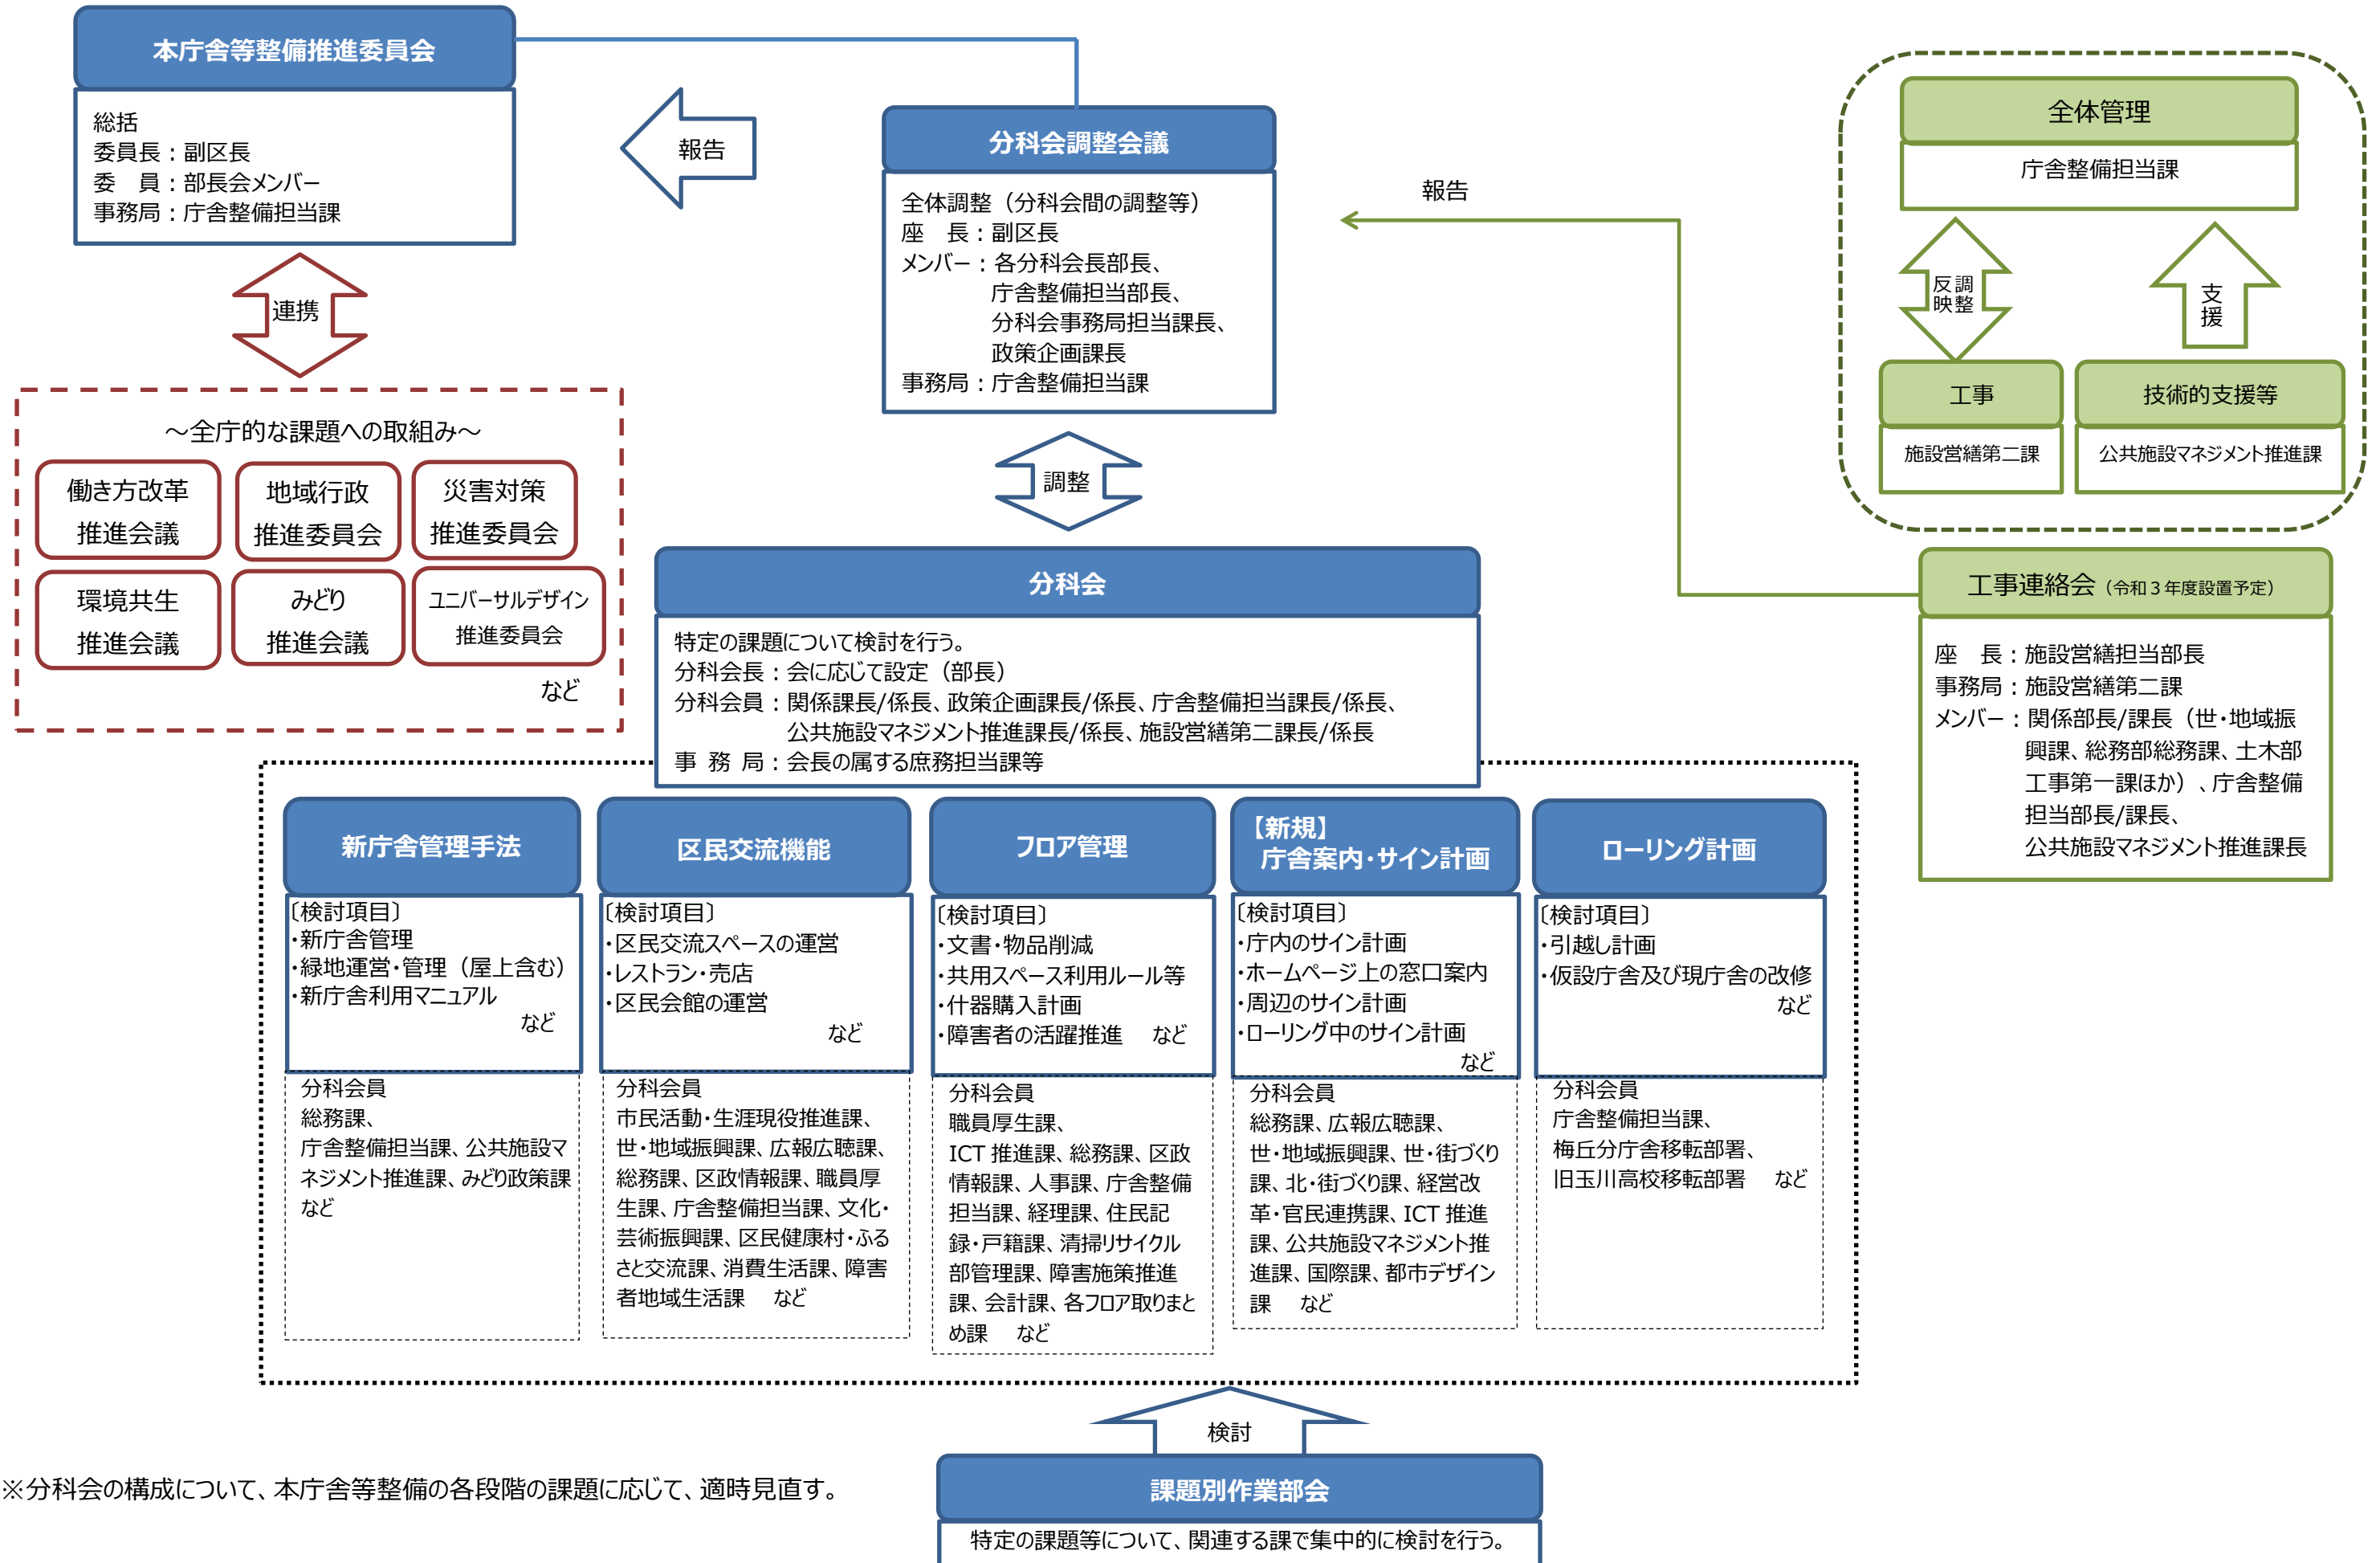 本庁舎等整備推進委員会
総括
委員長：副区長
委　員：部長会メンバー
事務局：庁舎整備担当課
報告
分科会調整会議
全体調整（分科会間の調整等）
座　長：副区長
メンバー：各分科会長部長、
庁舎整備担当部長、
分科会事務局担当課長、
政策企画課長
事務局：庁舎整備担当課
報告
全体管理
庁舎整備担当課
反映
調整
支援
工事
施設営繕第二課
技術的支援等
公共施設マネジメント推進課
連携
～全庁的な課題への取組み～
働き方改革
推進会議
地域行政
推進委員会
災害対策
推進委員会
環境共生
推進会議
みどり
推進会議
ユニバーサルデザイン
推進委員会
など
調整
分科会
特定の課題について検討を行う。
分科会長：会に応じて設定（部長）
分科会員：関係課長/係長、政策企画課長/係長、庁舎整備担当課長/係長、
公共施設マネジメント推進課長/係長、施設営繕第二課長/係長
事 務 局：会長の属する庶務担当課等
工事連絡会（令和３年度設置予定）
座　長：施設営繕担当部長
事務局：施設営繕第二課
メンバー：関係部長/課長（世・地域振
興課、総務部総務課、土木部
工事第一課ほか）、庁舎整備
担当部長/課長、
公共施設マネジメント推進課長
新庁舎管理手法
〔検討項目〕
・新庁舎管理
・緑地運営・管理（屋上含む）
・新庁舎利用マニュアル
など
分科会員
総務課、
庁舎整備担当課、公共施設マ
ネジメント推進課、みどり政策課
など
区民交流機能
〔検討項目〕
・区民交流スペースの運営
・レストラン・売店
・区民会館の運営
など
分科会員
市民活動・生涯現役推進課、
世・地域振興課、広報広聴課、
総務課、区政情報課、職員厚
生課、庁舎整備担当課、文化・
芸術振興課、区民健康村・ふる
さと交流課、消費生活課、障害
者地域生活課　など
フロア管理
〔検討項目〕
・文書・物品削減
・共用スペース利用ルール等
・什器購入計画
・障害者の活躍推進　など
分科会員
職員厚生課、
ICT 推進課、総務課、区政
情報課、人事課、庁舎整備
担当課、経理課、住民記
録・戸籍課、清掃リサイクル
部管理課、障害施策推進
課、会計課、各フロア取りまと
め課　など
【新規】
庁舎案内・サイン計画
〔検討項目〕
・庁内のサイン計画
・ホームページ上の窓口案内
・周辺のサイン計画
・ローリング中のサイン計画
など
分科会員
総務課、広報広聴課、
世・地域振興課、世・街づくり
課、北・街づくり課、経営改
革・官民連携課、ICT 推進
課、公共施設マネジメント推
進課、国際課、都市デザイン
課　など
ローリング計画
〔検討項目〕
・引越し計画
・仮設庁舎及び現庁舎の改修
など
分科会員
庁舎整備担当課、
梅丘分庁舎移転部署、
旧玉川高校移転部署　など
検討
課題別作業部会
特定の課題等について、関連する課で集中的に検討を行う。
※分科会の構成について、本庁舎等整備の各段階の課題に応じて、適時見直す。